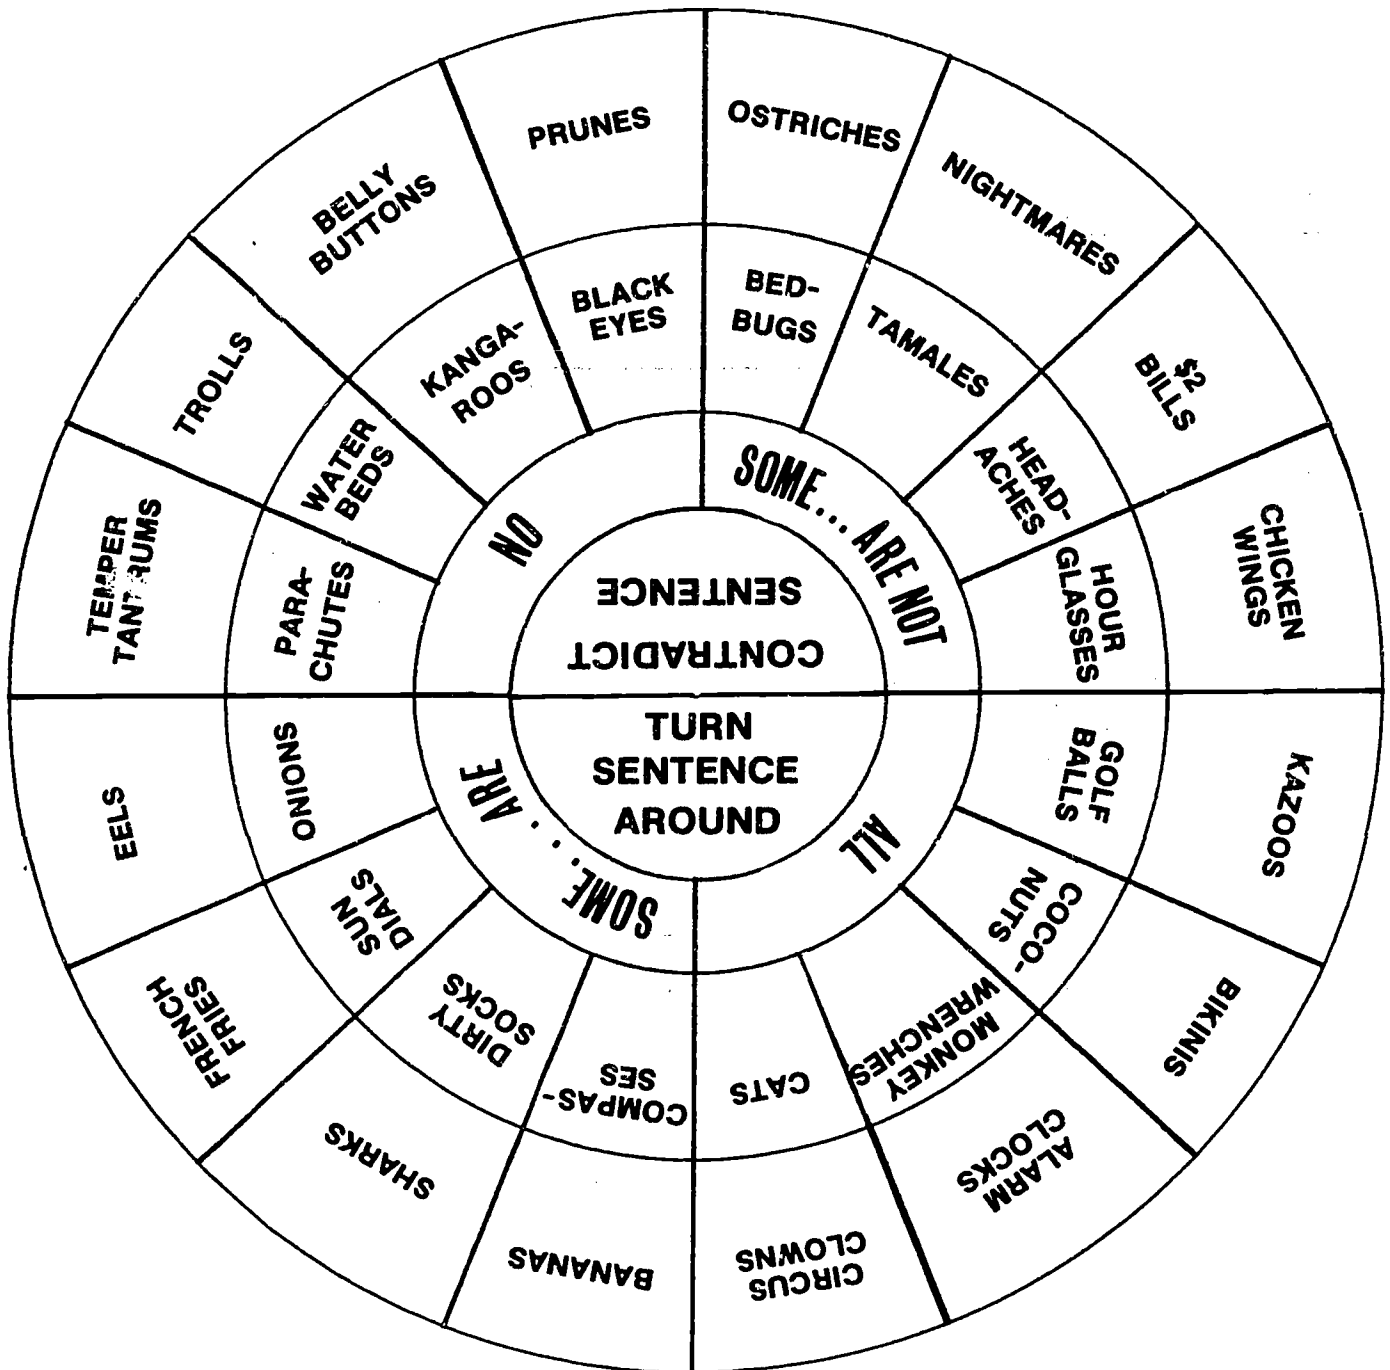 PRUNES
OSTRICHES
NIGHTMARES
$2
BILLS
CHICKEN
WINGS
KAZOOS
BIKINIS
ALARM
CLOCKS
CIRCUS
CLOWNS
BANANAS
SHARKS
FRENCH
FRIES
EELS
TEMPER
TANTRUMS
TROLLS
BELLY
BUTTONS
BLACK
EYES
BED-
BUGS
TAMALES
HEAD-
ACHES
HOUR
GLASSES
GOLF
BALLS
COCO-
NUTS
MONKEY
WRENCHES
CATS
COMPAS-
SES
DIRTY
SOCKS
SUN
DIALS
ONIONS
PARA-
CHUTES
WATER
BEDS
KANGA-
ROOS
NO
SOME... ARE NOT
ALL
SOME... ARE
CONTRADICT
SENTENCE
TURN
SENTENCE
AROUND